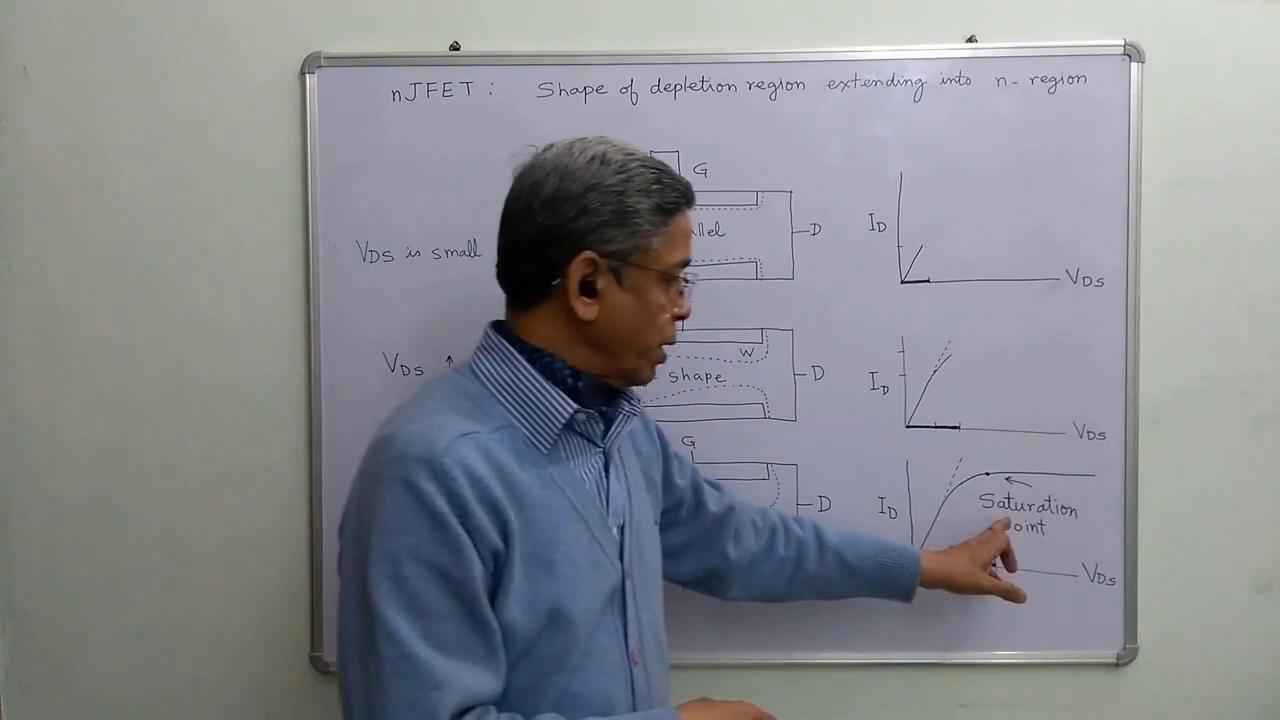 nJFET : Shape of depletion region extending into n-region
G
VDS is small
D
ID
VDS
VDS ↑
W
shape
D
ID
VDS
G
D
ID
Saturation
VDS